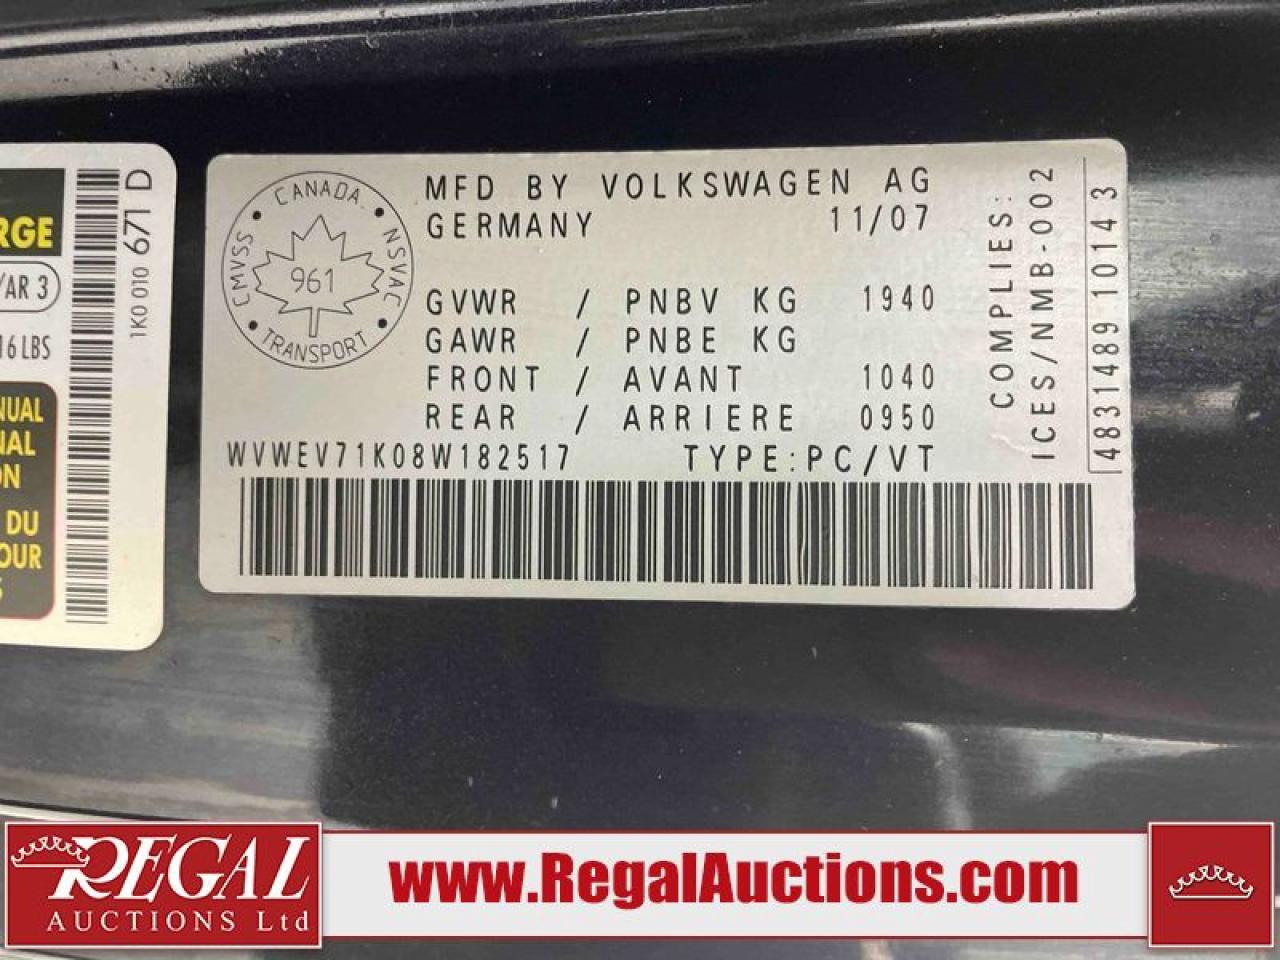 RGE
/AR 3
16 LBS
NUAL
NAL
ON
DU
OUR
S
1K0 010 671 D
CANADA
CMVSS
NSVAC
961
TRANSPORT
MFD BY VOLKSWAGEN AG
GERMANY 11/07
GVWR / PNBV KG 1940
GAWR / PNBE KG
FRONT / AVANT 1040
REAR / ARRIERE 0950
WVWEV71K08W182517 TYPE:PC/VT
COMPLIES:
ICES/NMB-002
4831489 10143
REGAL
AUCTIONS Ltd
www.RegalAuctions.com